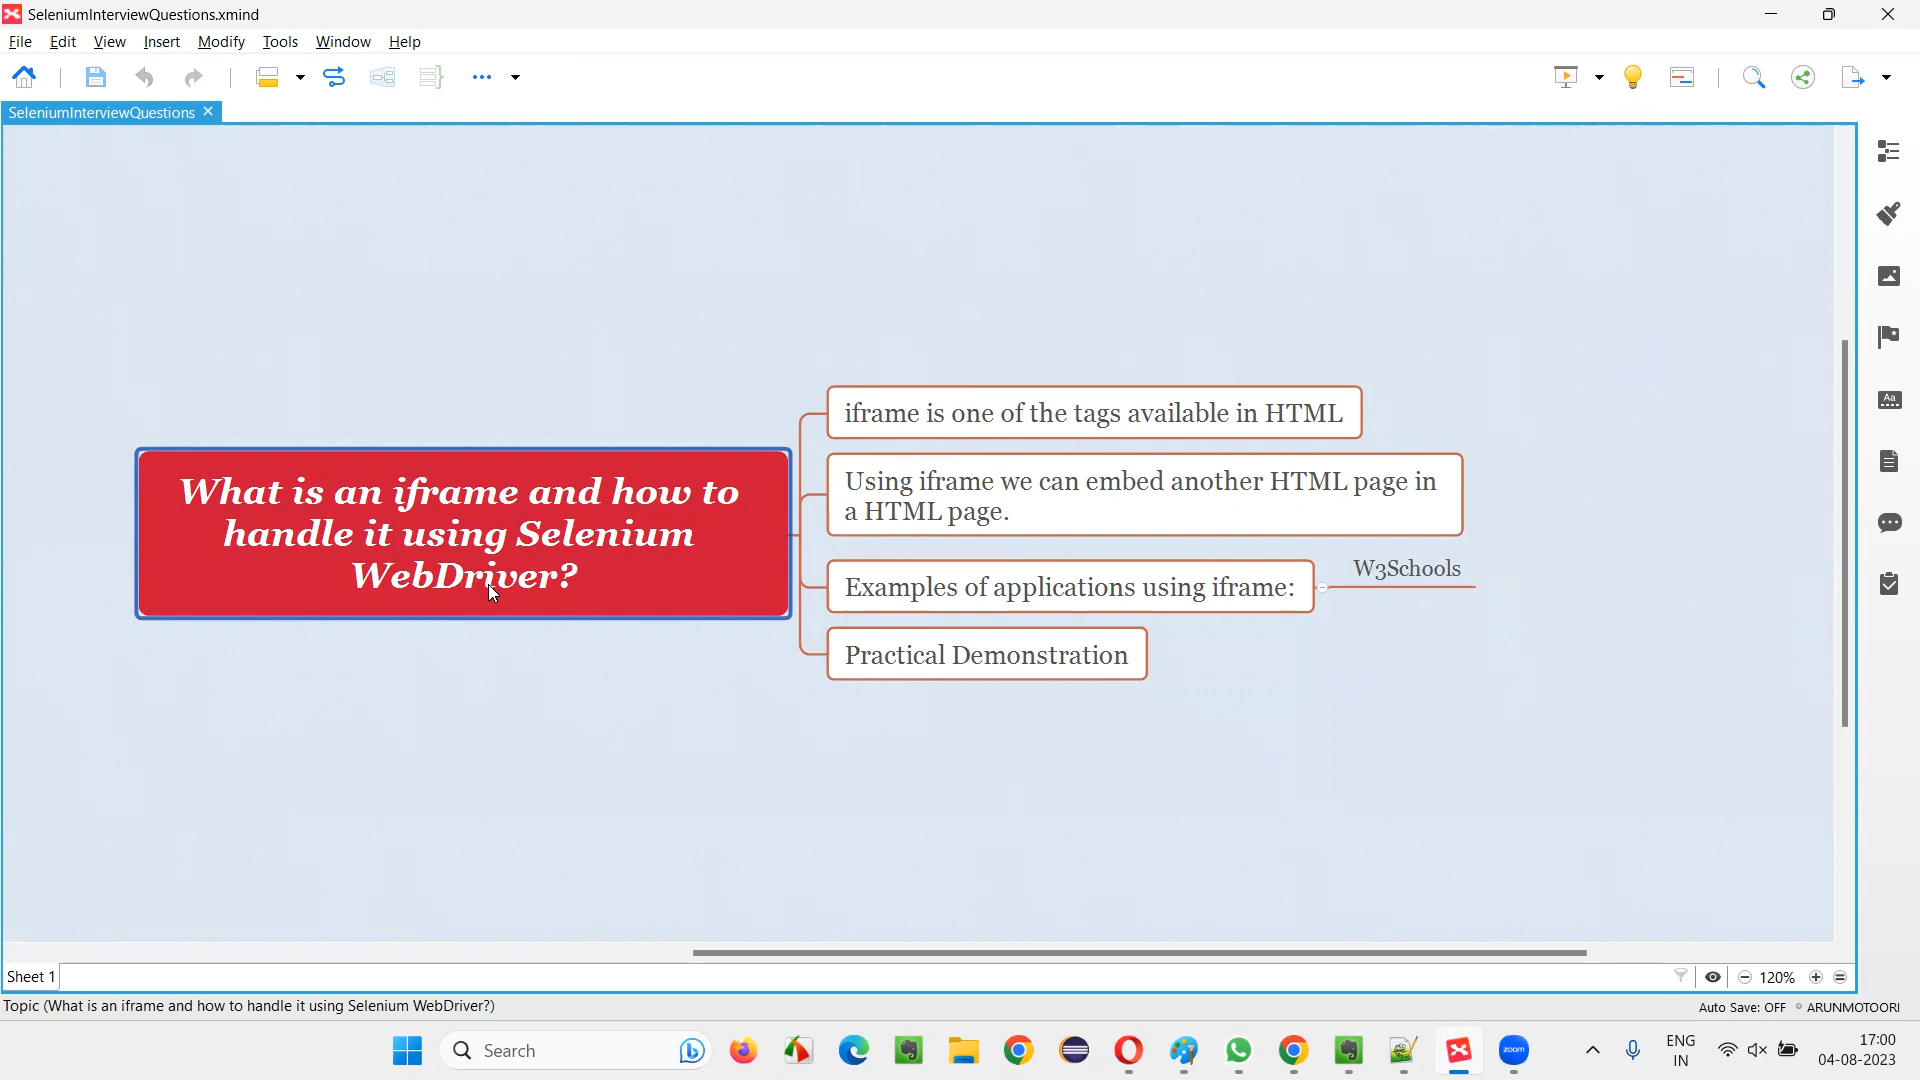 SeleniumInterviewQuestions.xmind
File Edit View Insert Modify Tools Window Help
SeleniumInterviewQuestions
What is an iframe and how to
handle it using Selenium
WebDriver?
iframe is one of the tags available in HTML
Using iframe we can embed another HTML page in
a HTML page.
Examples of applications using iframe:
W3Schools
Practical Demonstration
Aa
Sheet 1
120%
Topic (What is an iframe and how to handle it using Selenium WebDriver?)
Auto Save: OFF
ARUNMOTOORI
Search
zoom
ENG
IN
17:00
04-08-2023